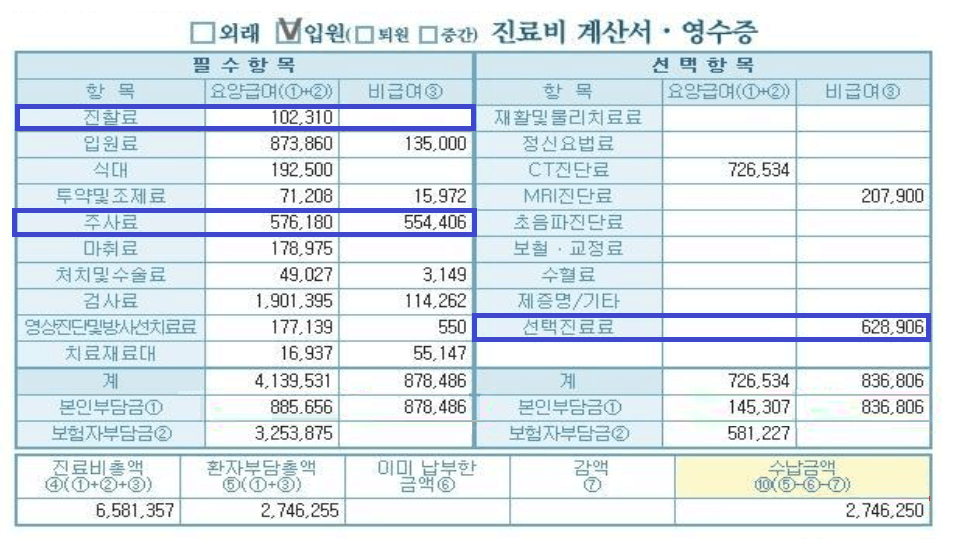 □외래 ☑입원(□퇴원 □중간) 진료비 계산서 · 영수증
필수항목 선택항목
항 목 요양급여(①+②) 비급여③ 항 목 요양급여(①+②) 비급여③
진찰료 102,310 재활및물리치료료
입원료 873,860 135,000 정신요법료
식대 192,500 CT진단료 726,534
투약및조제료 71,208 15,972 MRI진단료 207,900
주사료 576,180 554,406 초음파진단료
마취료 178,975 보철 · 교정료
처치및수술료 49,027 3,149 수혈료
검사료 1,901,395 114,262 제증명/기타
영상진단및방사선치료료 177,139 550 선택진료료 628,906
치료재료대 16,937 55,147
계 4,139,531 878,486 계 726,534 836,806
본인부담금① 885.656 878,486 본인부담금① 145,307 836,806
보험자부담금② 3,253,875 보험자부담금② 581,227
진료비총액 환자부담총액 이미 납부한 감액 수납금액
④(①+②+③) ⑤(①+③) 금액⑥ ⑦ ⑩(⑤-⑥-⑦)
6,581,357 2,746,255 2,746,250